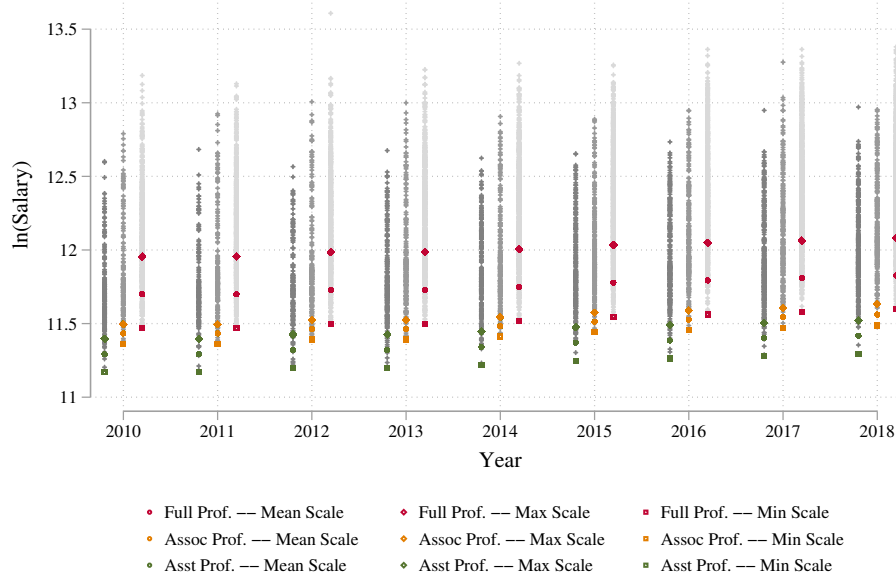 13.5
13
12.5
12
11.5
11
ln(Salary)
2010 2011 2012 2013 2014 2015 2016 2017 2018
Year
Full Prof. −− Mean Scale Full Prof. −− Max Scale Full Prof. −− Min Scale
Assoc Prof. −− Mean Scale Assoc Prof. −− Max Scale Assoc Prof. −− Min Scale
Asst Prof. −− Mean Scale Asst Prof. −− Max Scale Asst Prof. −− Min Scale